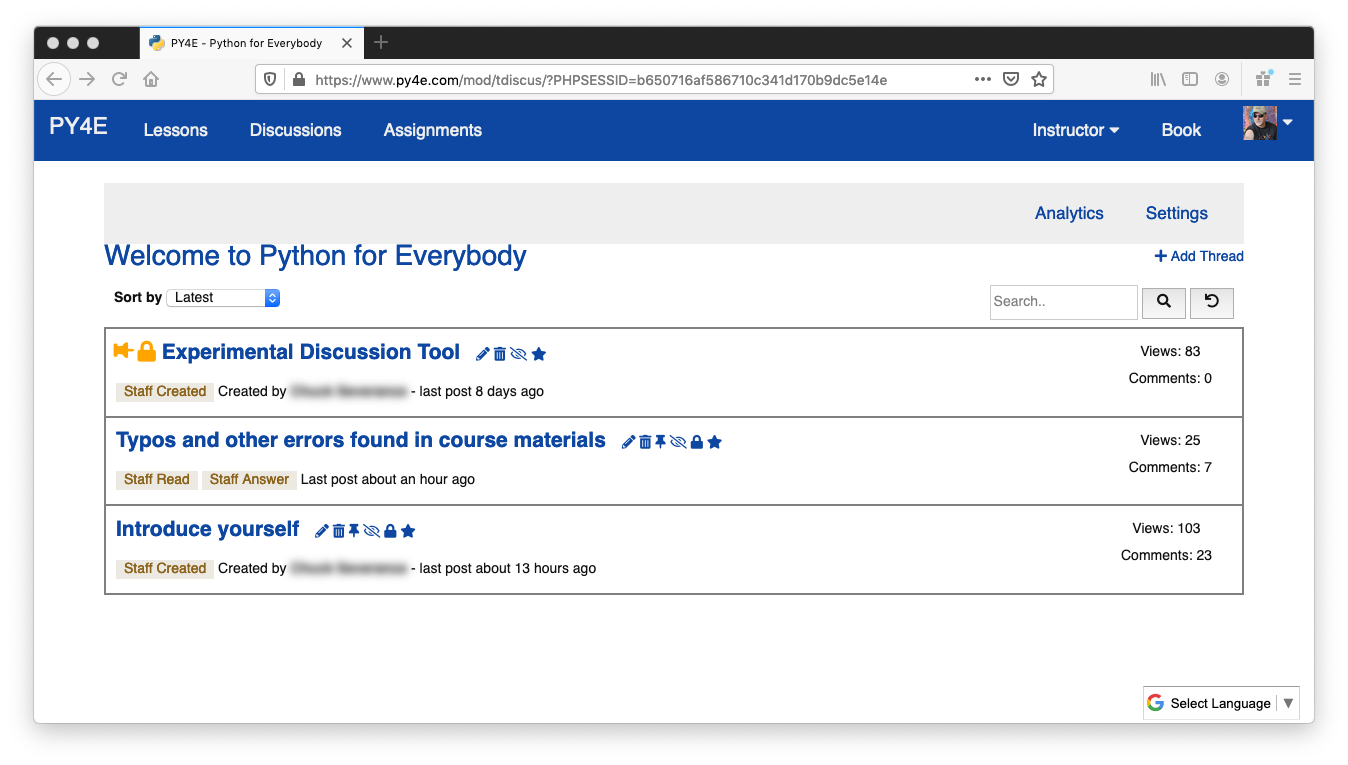 PY4E - Python for Everybody
https://www.py4e.com/mod/tdiscus/?PHPSESSID=b650716af586710c341d170b9dc5e14e
PY4E Lessons Discussions Assignments Instructor Book
Analytics Settings
Welcome to Python for Everybody + Add Thread
Sort by Latest Search..
Experimental Discussion Tool Views: 83
Comments: 0
Staff Created Created by - last post 8 days ago
Typos and other errors found in course materials Views: 25
Comments: 7
Staff Read Staff Answer Last post about an hour ago
Introduce yourself Views: 103
Comments: 23
Staff Created Created by - last post about 13 hours ago
Select Language